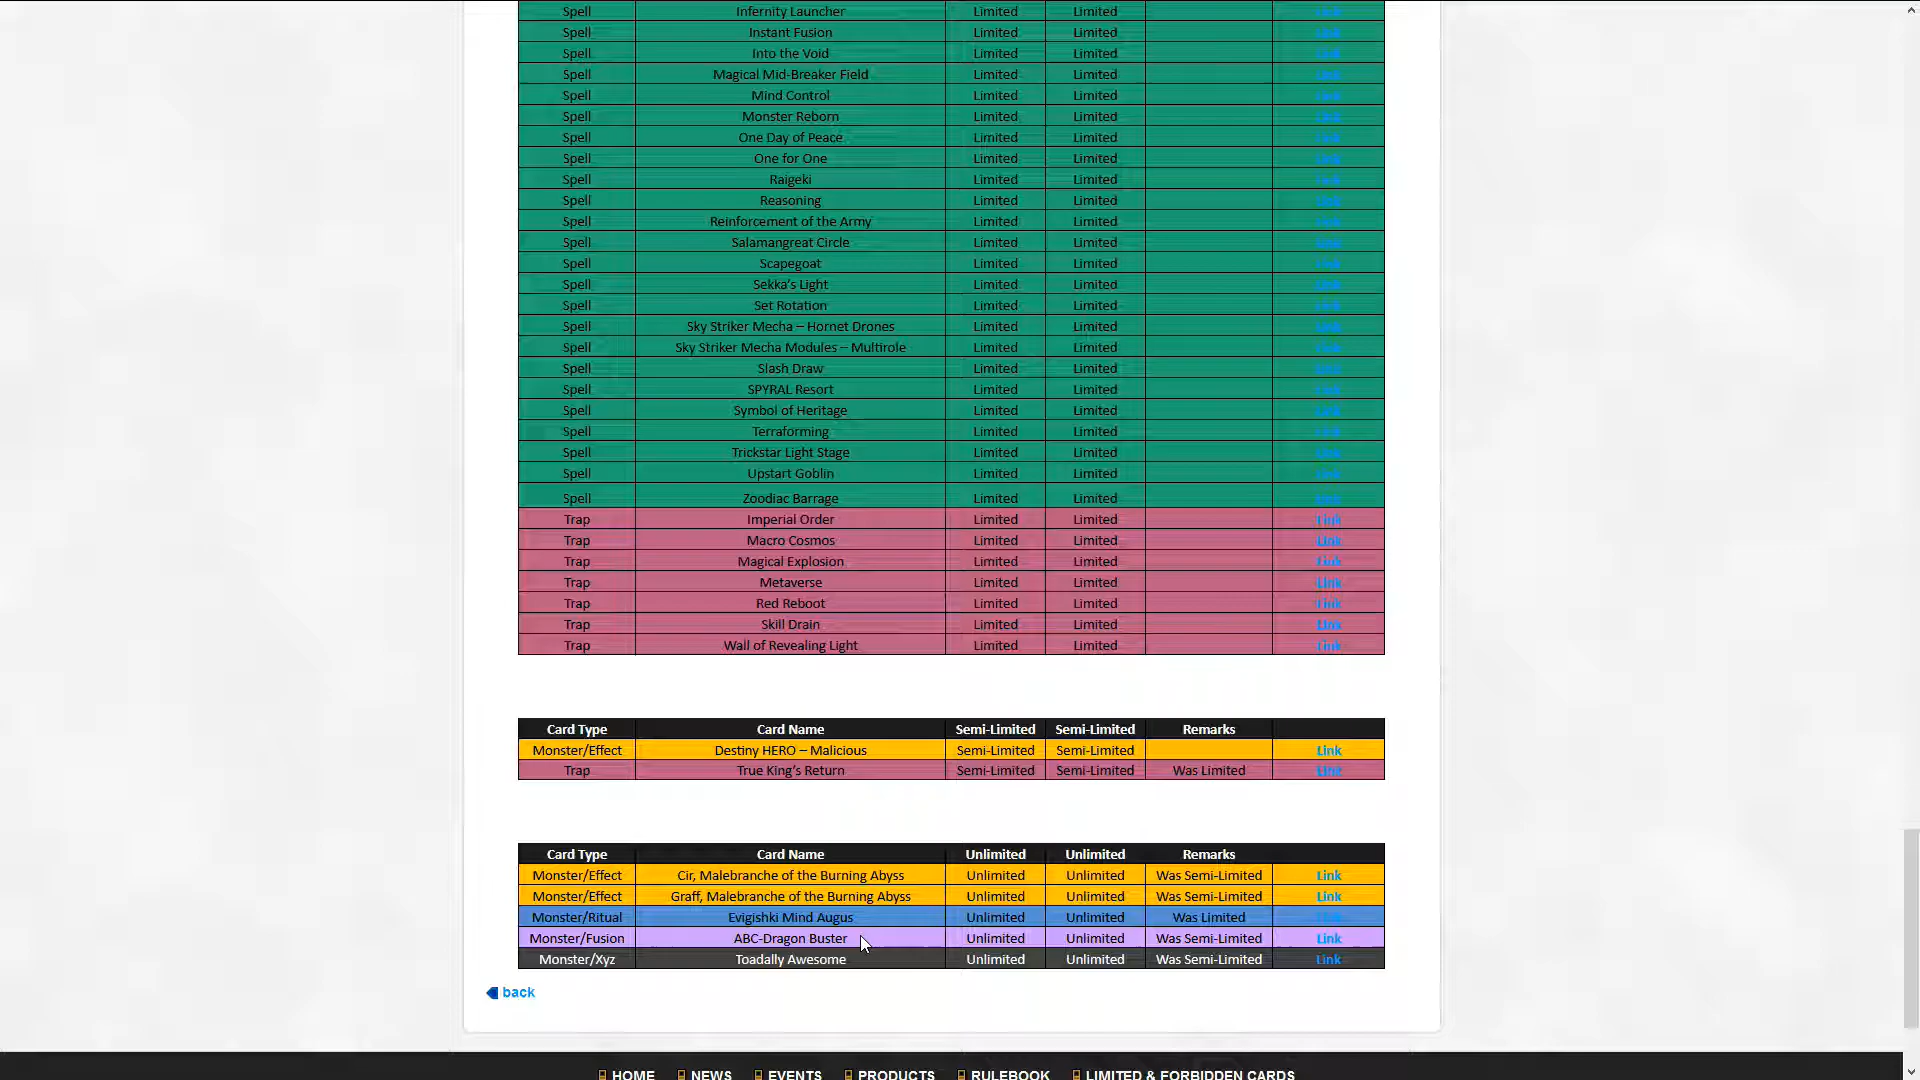 Spell Infernity Launcher Limited Limited Link
Spell Instant Fusion Limited Limited Link
Spell Into the Void Limited Limited Link
Spell Magical Mid-Breaker Field Limited Limited Link
Spell Mind Control Limited Limited Link
Spell Monster Reborn Limited Limited Link
Spell One Day of Peace Limited Limited Link
Spell One for One Limited Limited Link
Spell Raigeki Limited Limited Link
Spell Reasoning Limited Limited Link
Spell Reinforcement of the Army Limited Limited Link
Spell Salamangreat Circle Limited Limited Link
Spell Scapegoat Limited Limited Link
Spell Sekka's Light Limited Limited Link
Spell Set Rotation Limited Limited Link
Spell Sky Striker Mecha – Hornet Drones Limited Limited Link
Spell Sky Striker Mecha Modules – Multirole Limited Limited Link
Spell Slash Draw Limited Limited Link
Spell SPYRAL Resort Limited Limited Link
Spell Symbol of Heritage Limited Limited Link
Spell Terraforming Limited Limited Link
Spell Trickstar Light Stage Limited Limited Link
Spell Upstart Goblin Limited Limited Link
Spell Zoodiac Barrage Limited Limited Link
Trap Imperial Order Limited Limited Link
Trap Macro Cosmos Limited Limited Link
Trap Magical Explosion Limited Limited Link
Trap Metaverse Limited Limited Link
Trap Red Reboot Limited Limited Link
Trap Skill Drain Limited Limited Link
Trap Wall of Revealing Light Limited Limited Link
Card Type Card Name Semi-Limited Semi-Limited Remarks
Monster/Effect Destiny HERO – Malicious Semi-Limited Semi-Limited Link
Trap True King's Return Semi-Limited Semi-Limited Was Limited Link
Card Type Card Name Unlimited Unlimited Remarks
Monster/Effect Cir, Malebranche of the Burning Abyss Unlimited Unlimited Was Semi-Limited Link
Monster/Effect Graff, Malebranche of the Burning Abyss Unlimited Unlimited Was Semi-Limited Link
Monster/Ritual Evigishki Mind Augus Unlimited Unlimited Was Limited Link
Monster/Fusion ABC-Dragon Buster Unlimited Unlimited Was Semi-Limited Link
Monster/Xyz Toadally Awesome Unlimited Unlimited Was Semi-Limited Link
back
HOME NEWS EVENTS PRODUCTS RULEBOOK LIMITED & FORBIDDEN CARDS